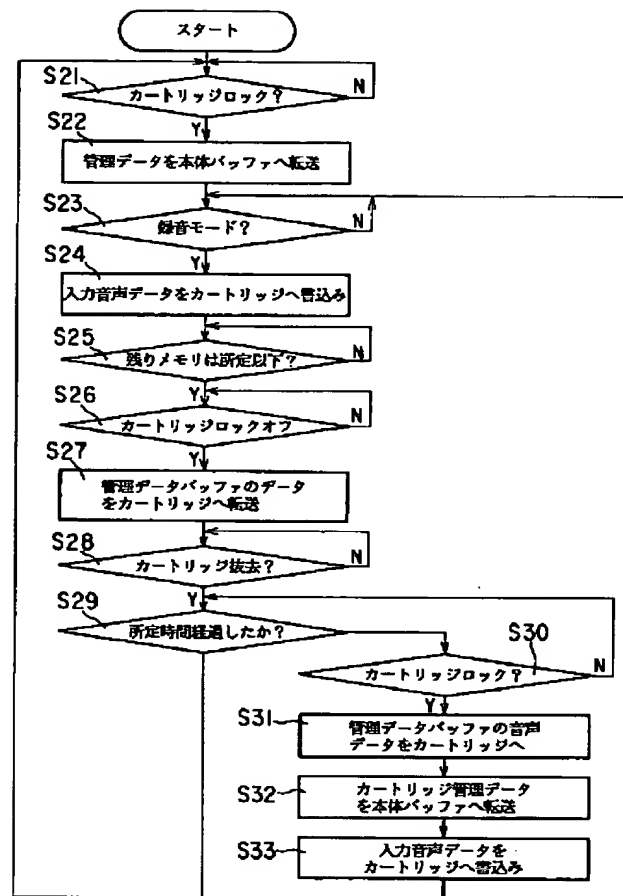 スタート
S21
カートリッジロック?
N
Y
S22
管理データを本体バッファへ転送
S23
録音モード?
N
Y
S24
入力音声データをカートリッジへ書込み
S25
残りメモリは所定以下?
N
Y
S26
カートリッジロックオフ
N
Y
S27
管理データバッファのデータ
をカートリッジへ転送
S28
カートリッジ抜去?
N
Y
S29
所定時間経過したか?
S30
カートリッジロック?
N
Y
S31
管理データバッファの音声
データをカートリッジへ
S32
カートリッジ管理データ
を本体バッファへ転送
S33
入力音声データを
カートリッジへ書込み